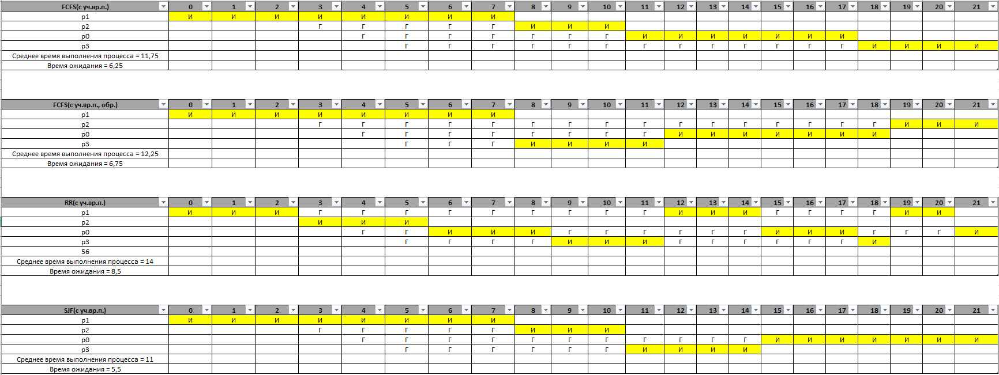 FCFS(с уч.вр.п.) 0 1 2 3 4 5 6 7 8 9 10 11 12 13 14 15 16 17 18 19 20 21
p1 И И И И И И И И
p2 Г Г Г Г Г И И И
p0 Г Г Г Г Г Г Г И И И И И И И
p3 Г Г Г Г Г Г Г Г Г Г Г Г Г И И И И
Среднее время выполнения процесса = 11,75
Время ожидания = 6,25
FCFS(с уч.вр.п., обр.) 0 1 2 3 4 5 6 7 8 9 10 11 12 13 14 15 16 17 18 19 20 21
p1 И И И И И И И И
p2 Г Г Г Г Г Г Г Г Г Г Г Г Г Г Г Г И И И
p0 Г Г Г Г Г Г Г Г И И И И И И И
p3 Г Г Г И И И И
Среднее время выполнения процесса = 12,25
Время ожидания = 6,75
RR(с уч.вр.п.) 0 1 2 3 4 5 6 7 8 9 10 11 12 13 14 15 16 17 18 19 20 21
p1 И И И Г Г Г Г Г Г Г Г Г И И И Г Г Г Г И И
p2 И И И
p0 Г Г И И И Г Г Г Г Г Г И И И Г Г Г И
p3 Г Г Г Г И И И Г Г Г Г Г Г И
56
Среднее время выполнения процесса = 14
Время ожидания = 8,5
SJF(с уч.вр.п.) 0 1 2 3 4 5 6 7 8 9 10 11 12 13 14 15 16 17 18 19 20 21
p1 И И И И И И И И
p2 Г Г Г Г Г И И И
p0 Г Г Г Г Г Г Г Г Г Г Г И И И И И И И
p3 Г Г Г Г Г Г И И И И
Среднее время выполнения процесса = 11
Время ожидания = 5,5